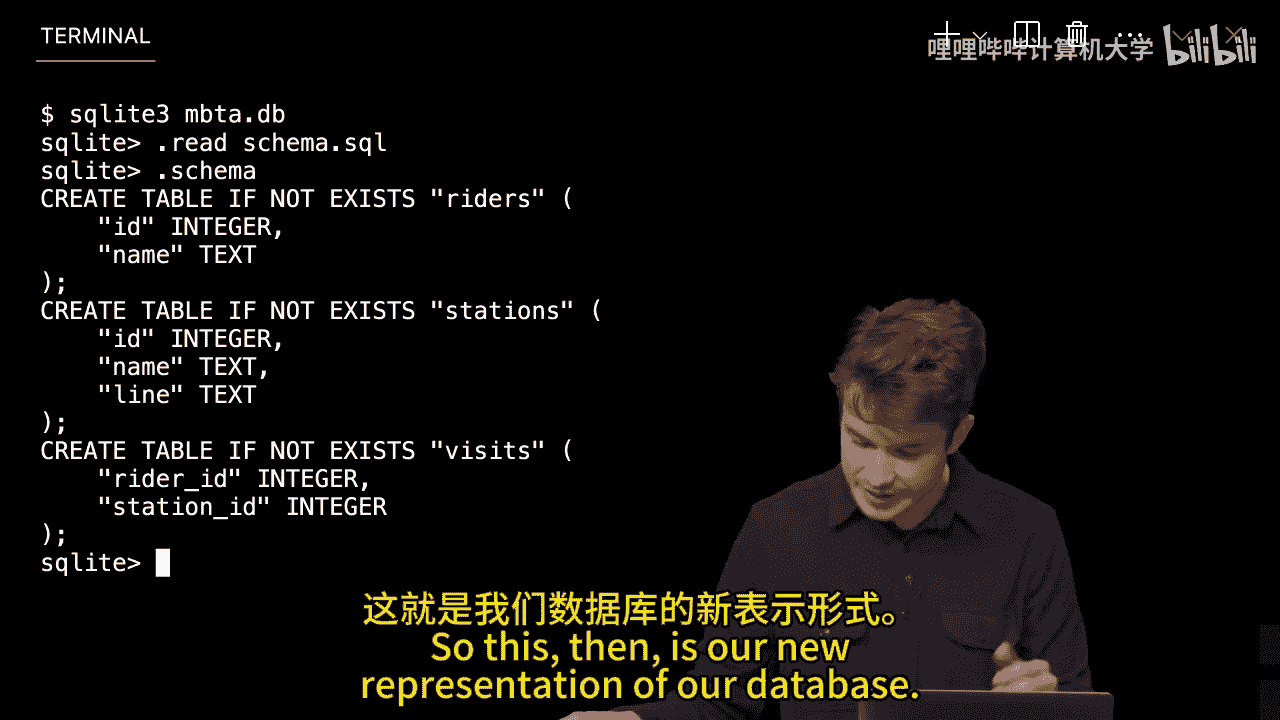 TERMINAL
哩哩哔哔计算机大学 bilibili
$ sqlite3 mbta.db
sqlite> .read schema.sql
sqlite> .schema
CREATE TABLE IF NOT EXISTS "riders" (
    "id" INTEGER,
    "name" TEXT
);
CREATE TABLE IF NOT EXISTS "stations" (
    "id" INTEGER,
    "name" TEXT,
    "line" TEXT
);
CREATE TABLE IF NOT EXISTS "visits" (
    "rider_id" INTEGER,
    "station_id" INTEGER
);
sqlite>
这就是我们数据库的新表示形式。
So this, then, is our new
representation of our database.